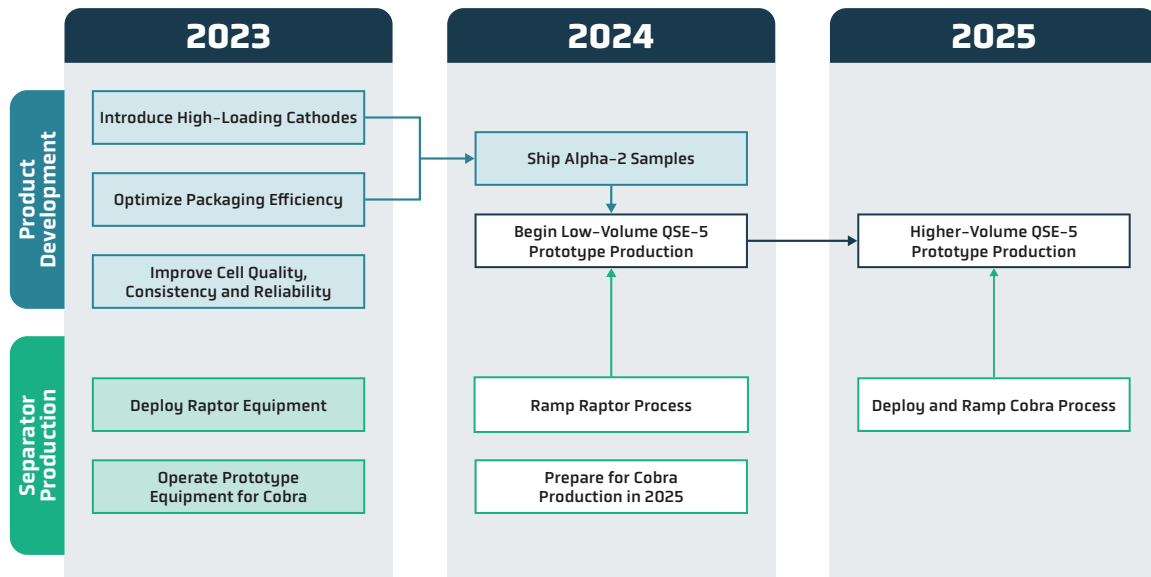 2023
2024
2025
Product
Development
Introduce High-Loading Cathodes
Optimize Packaging Efficiency
Improve Cell Quality,
Consistency and Reliability
Ship Alpha-2 Samples
Begin Low-Volume QSE-5
Prototype Production
Higher-Volume QSE-5
Prototype Production
Separator
Production
Deploy Raptor Equipment
Operate Prototype
Equipment for Cobra
Ramp Raptor Process
Prepare for Cobra
Production in 2025
Deploy and Ramp Cobra Process